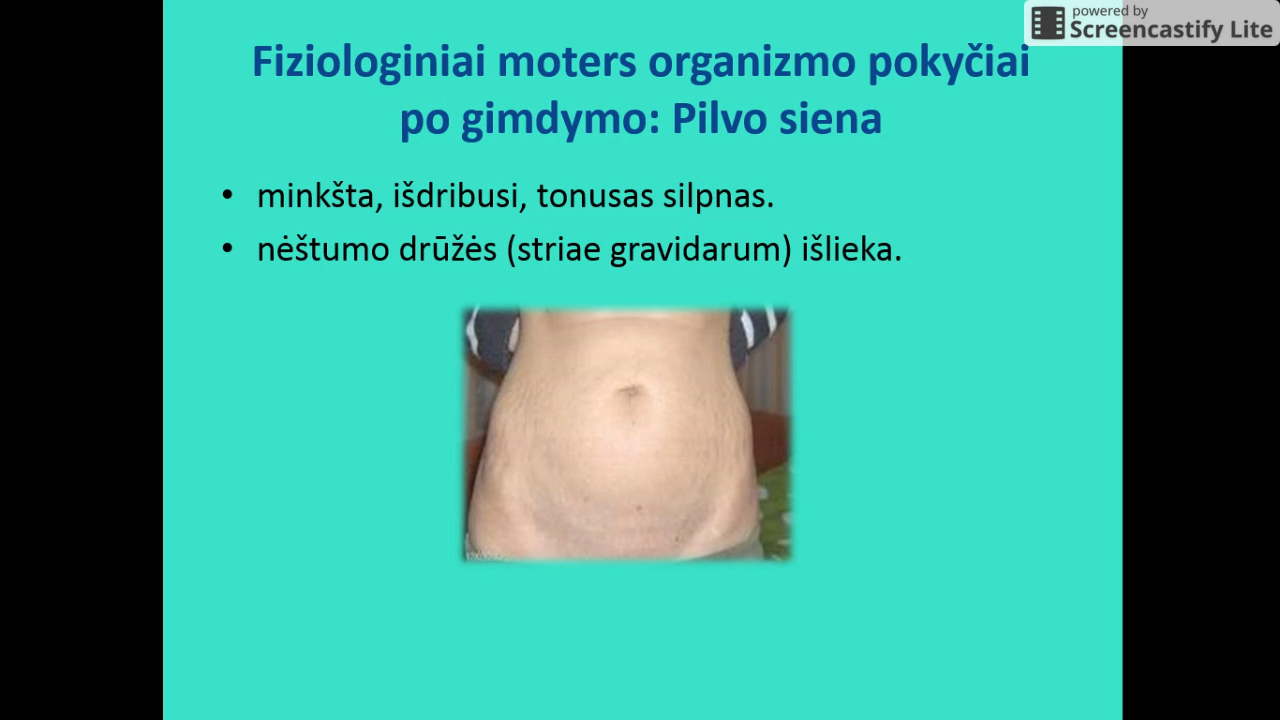 powered by
Screencastify Lite
Fiziologiniai moters organizmo pokyčiai
po gimdymo: Pilvo siena
• minkšta, išdribusi, tonusas silpnas.
• nėštumo drūžės (striae gravidarum) išlieka.